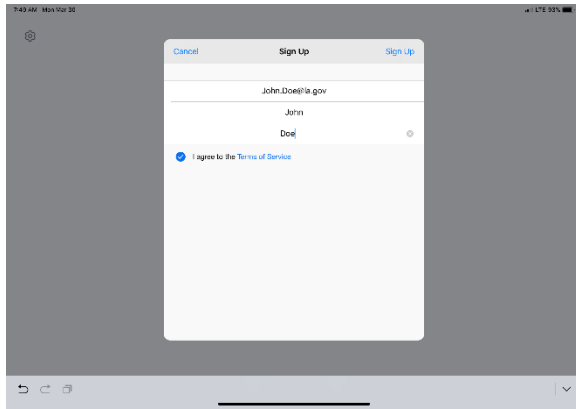 7:49 AM Mon Mar 30
LTE 93%
Cancel
Sign Up
Sign Up
John.Doe@la.gov
John
Doe
I agree to the Terms of Service